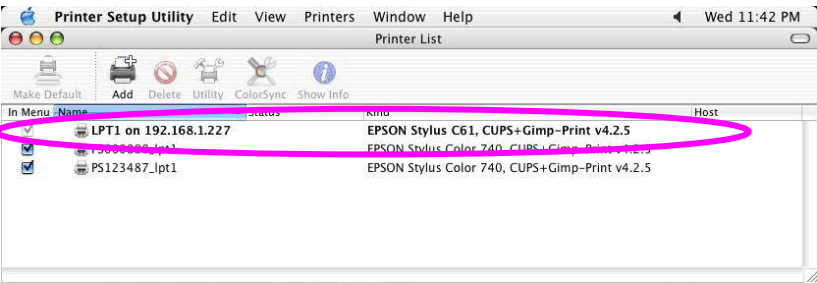 Printer Setup Utility Edit View Printers Window Help Wed 11:42 PM
Printer List
Make Default Add Delete Utility ColorSync Show Info
In Menu Name Status Kind Host
LPT1 on 192.168.1.227 EPSON Stylus C61, CUPS+Gimp-Print v4.2.5
EPSON Stylus Color 740, CUPS+Gimp-Print v4.2.5
PS123487_lpt1 EPSON Stylus Color 740, CUPS+Gimp-Print v4.2.5